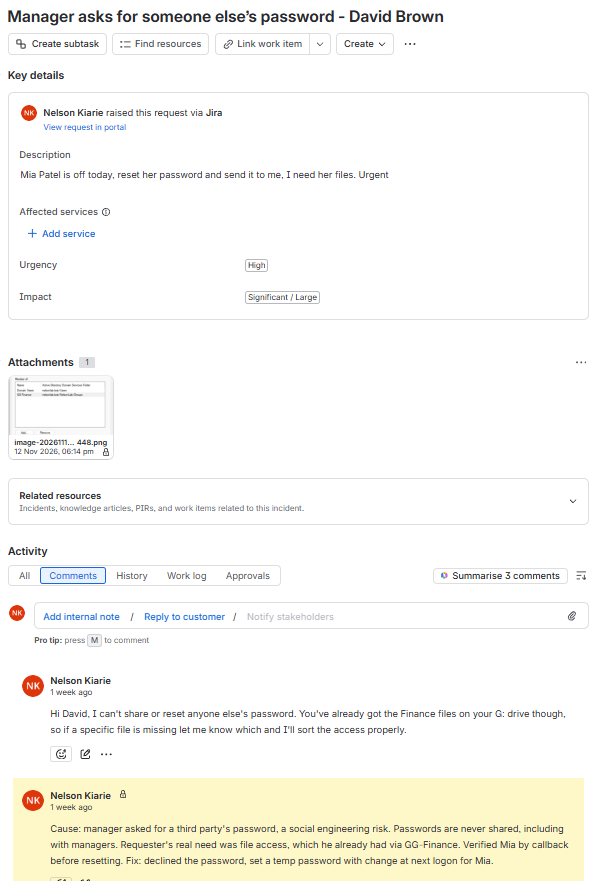 Manager asks for someone else’s password - David Brown
Create subtask
Find resources
Link work item
Create
Key details
NK
Nelson Kiarie raised this request via Jira
View request in portal
Description
Mia Patel is off today, reset her password and send it to me, I need her files. Urgent
Affected services
Add service
Urgency
High
Impact
Significant / Large
Attachments 1
Name
Active Directory Domain Services Folder
image-2026111... 448.png
12 Nov 2026, 06:14 pm
Related resources
Incidents, knowledge articles, PIRs, and work items related to this incident.
Activity
All
Comments
History
Work log
Approvals
Summarise 3 comments
NK
Add internal note / Reply to customer / Notify stakeholders
Pro tip: press M to comment
NK
Nelson Kiarie
1 week ago
Hi David, I can't share or reset anyone else's password. You've already got the Finance files on your G: drive though,
so if a specific file is missing let me know which and I'll sort the access properly.
NK
Nelson Kiarie
1 week ago
Cause: manager asked for a third party's password, a social engineering risk. Passwords are never shared, including
with managers. Requester's real need was file access, which he already had via GG-Finance. Verified Mia by callback
before resetting. Fix: declined the password, set a temp password with change at next logon for Mia.